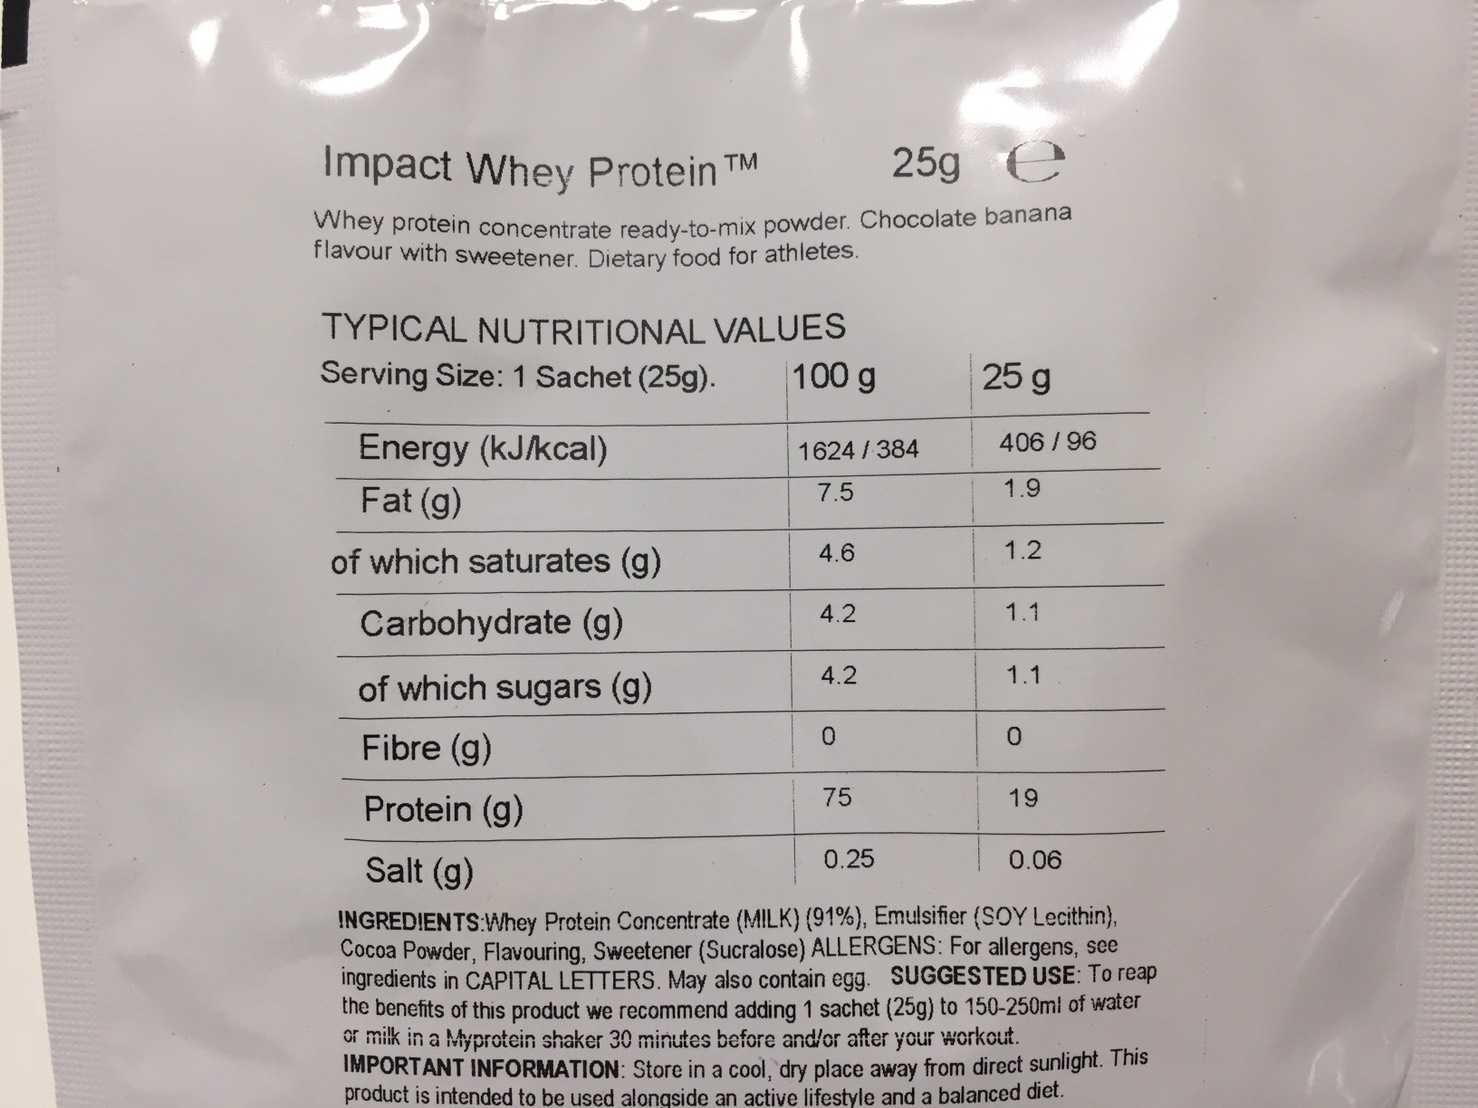 Impact Whey Protein™ 25g ℮
Whey protein concentrate ready-to-mix powder. Chocolate banana
flavour with sweetener. Dietary food for athletes.
TYPICAL NUTRITIONAL VALUES
Serving Size: 1 Sachet (25g). 100 g 25 g
Energy (kJ/kcal) 1624 / 384 406 / 96
Fat (g) 7.5 1.9
of which saturates (g) 4.6 1.2
Carbohydrate (g) 4.2 1.1
of which sugars (g) 4.2 1.1
Fibre (g) 0 0
Protein (g) 75 19
Salt (g) 0.25 0.06
INGREDIENTS:Whey Protein Concentrate (MILK) (91%), Emulsifier (SOY Lecithin),
Cocoa Powder, Flavouring, Sweetener (Sucralose) ALLERGENS: For allergens, see
ingredients in CAPITAL LETTERS. May also contain egg. SUGGESTED USE: To reap
the benefits of this product we recommend adding 1 sachet (25g) to 150-250ml of water
or milk in a Myprotein shaker 30 minutes before and/or after your workout.
IMPORTANT INFORMATION: Store in a cool, dry place away from direct sunlight. This
product is intended to be used alongside an active lifestyle and a balanced diet.